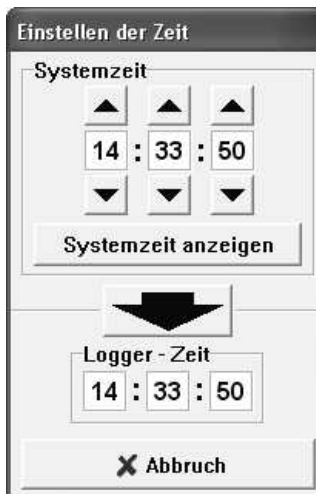 Einstellen der Zeit
Systemzeit
14 : 33 : 50
Systemzeit anzeigen
Logger - Zeit
14 : 33 : 50
Abbruch